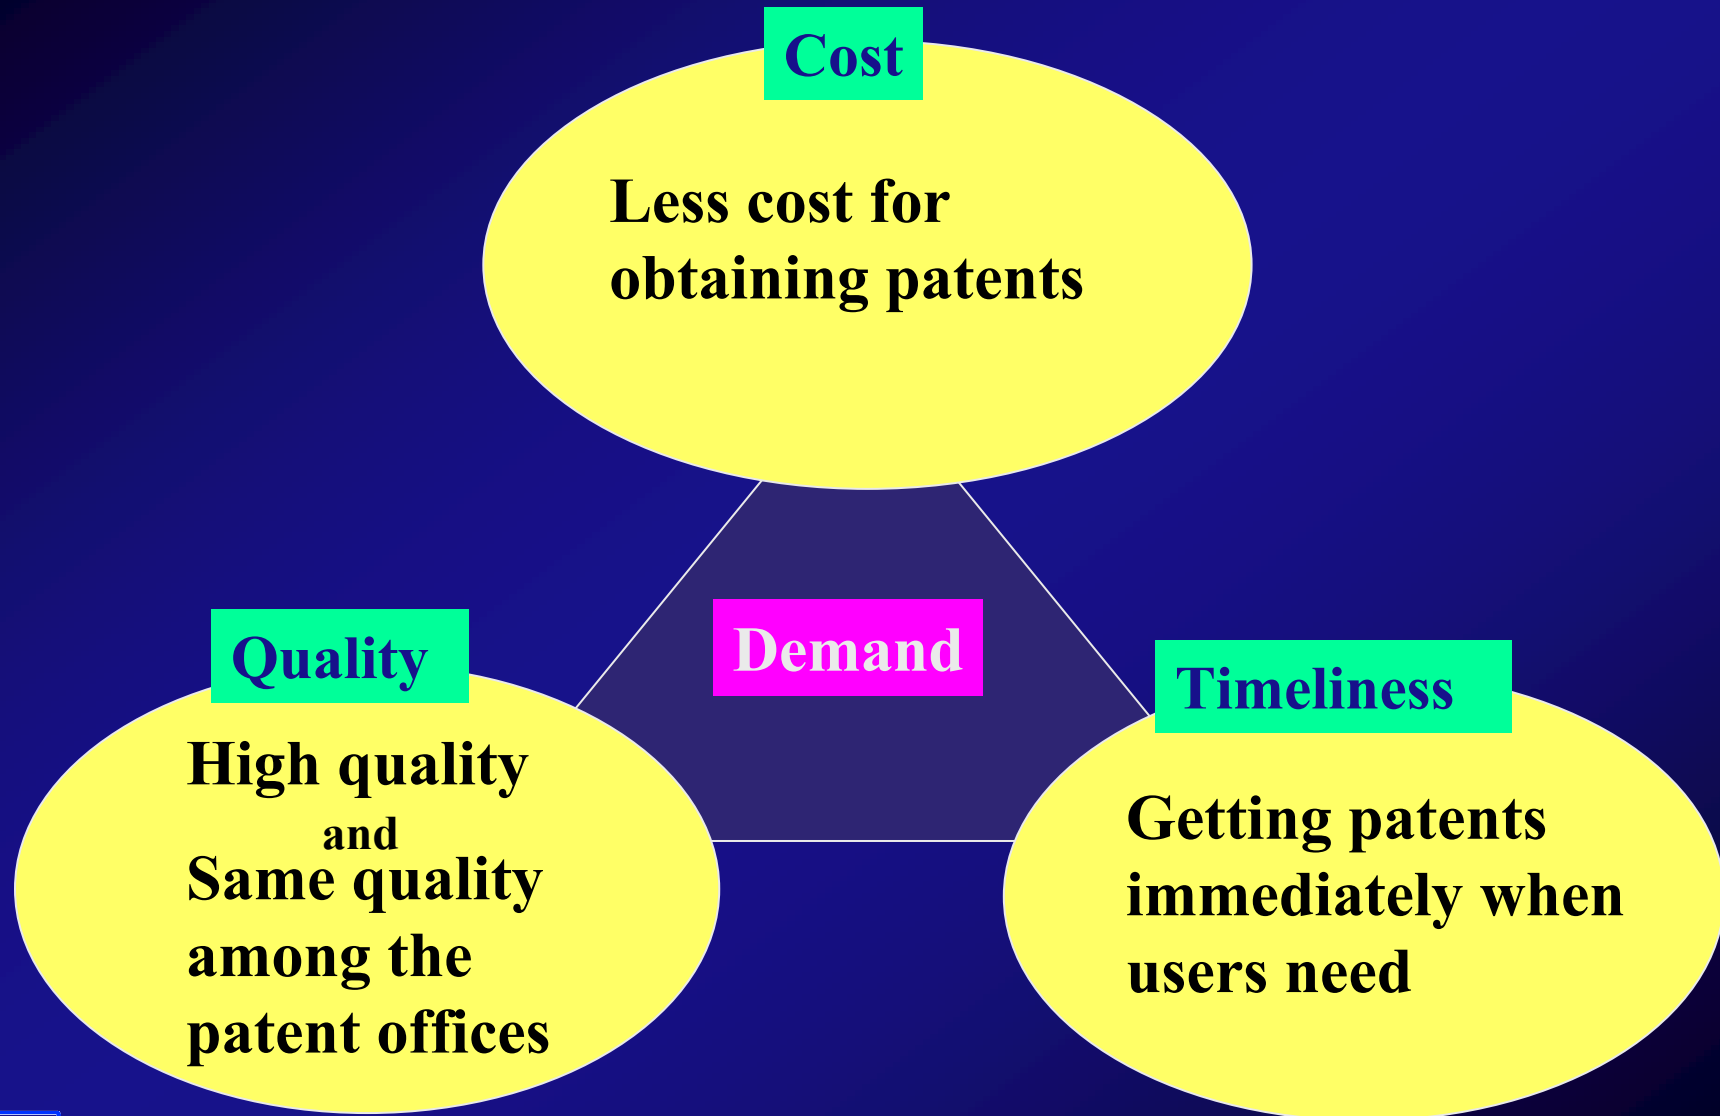 Cost
Less cost for
obtaining patents
Demand
Quality
High quality
and
Same quality
among the
patent offices
Timeliness
Getting patents
immediately when
users need